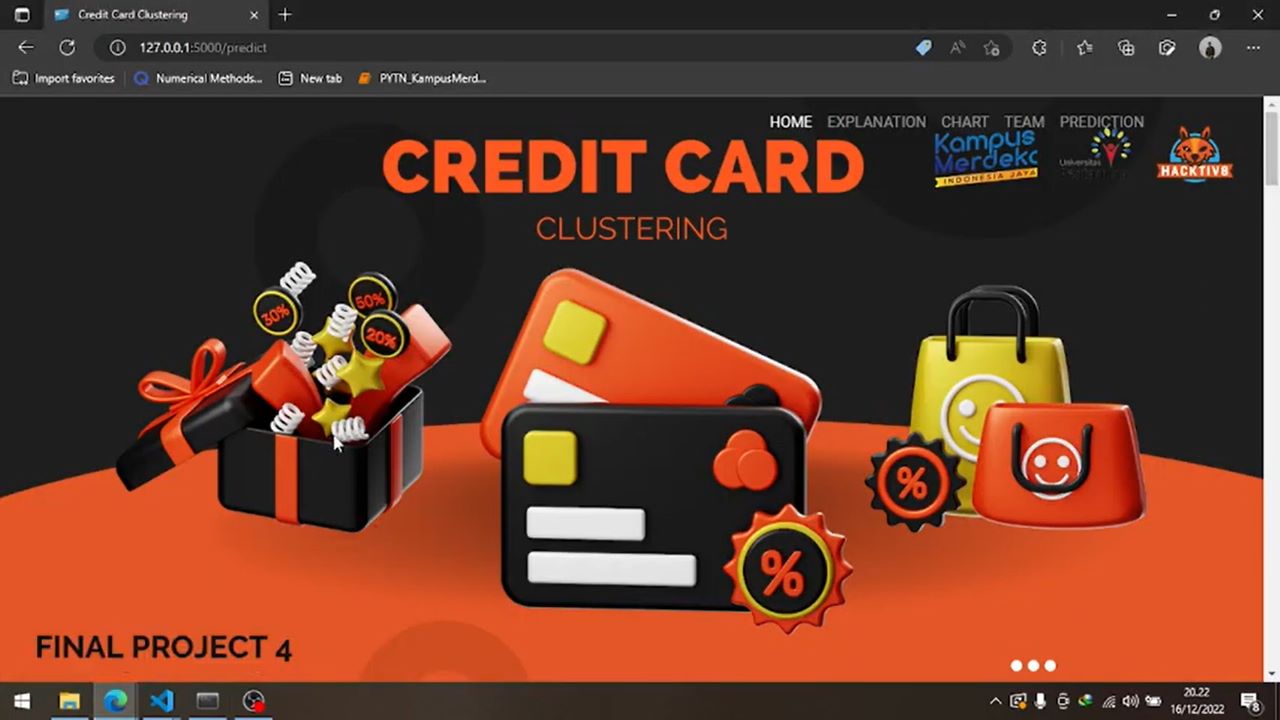 Credit Card Clustering
127.0.0.1:5000/predict
Import favorites
Numerical Methods...
New tab
PYTN_KampusMerd...
HOME EXPLANATION CHART TEAM PREDICTION
CREDIT CARD
CLUSTERING
Kampus
Merdeka
INDONESIA JAYA
Universitas
HACKTIV8
30%
50%
20%
%
%
FINAL PROJECT 4
20.22
16/12/2022
8